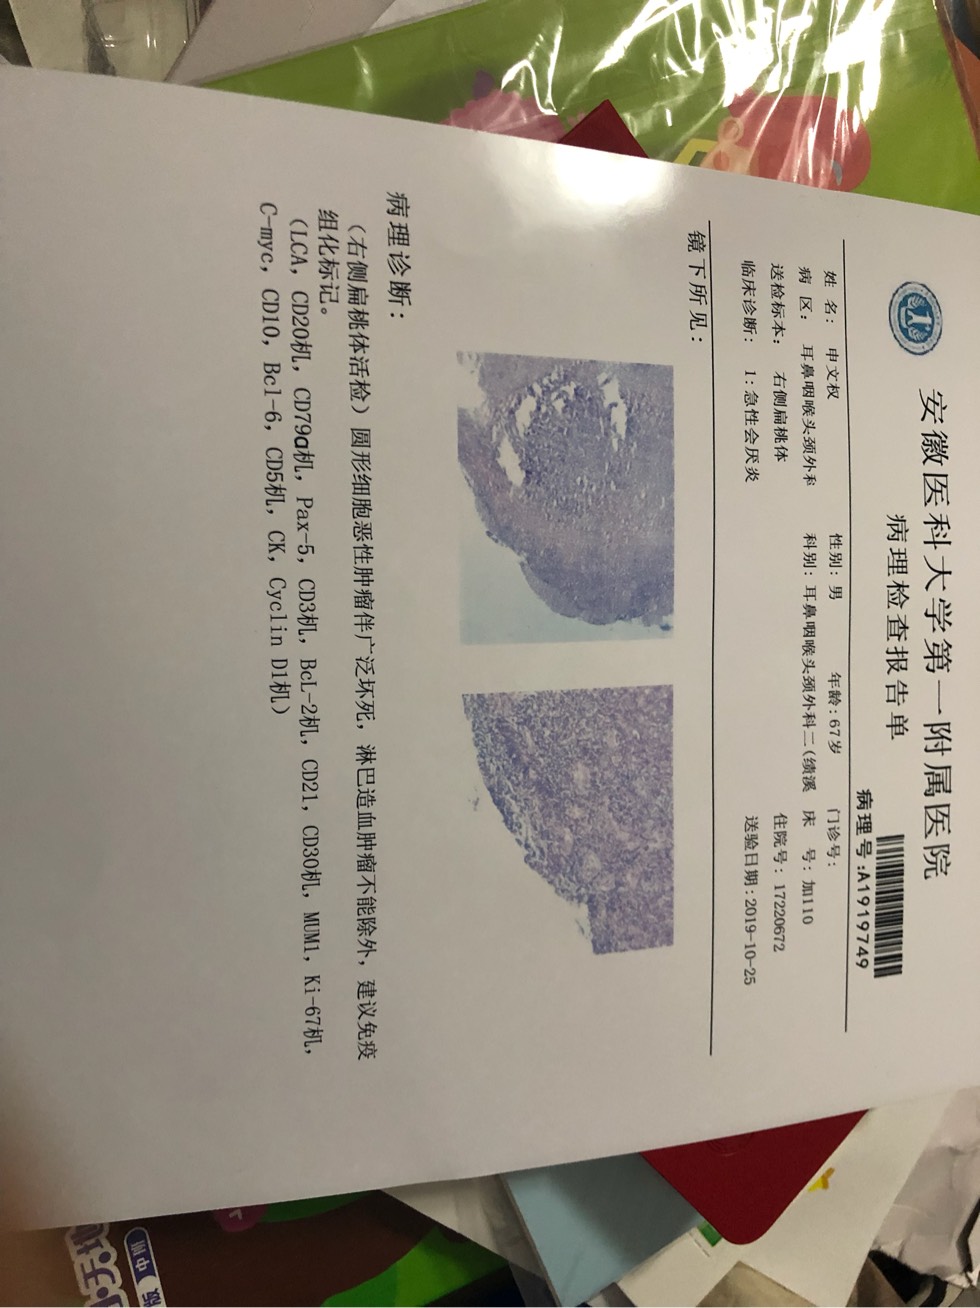 安徽医科大学第一附属医院
病理检查报告单
病理号:A1919749
姓 名: 申文权 性别: 男 年龄: 67岁 门诊号:
病 区: 耳鼻咽喉头颈外科 科别: 耳鼻咽喉头颈外科二(绩溪 床 号: 加110
送检标本: 右侧扁桃体 住院号: 17220672
临床诊断: 1:急性会厌炎 送验日期: 2019-10-25
镜下所见:
病理诊断:
(右侧扁桃体活检)圆形细胞恶性肿瘤伴广泛坏死, 淋巴造血肿瘤不能除外, 建议免疫
组化标记。
(LCA, CD20机, CD79α机, Pax-5, CD3机, BcL-2机, CD21, CD30机, MUM1, Ki-67机,
C-myc, CD10, Bcl-6, CD5机, CK, Cyclin D1机)
中班